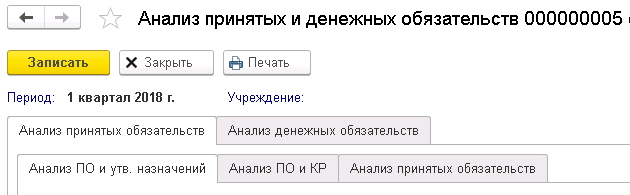 Анализ принятых и денежных обязательств 000000005
Записать Закрыть Печать
Период: 1 квартал 2018 г. Учреждение:
Анализ принятых обязательств Анализ денежных обязательств
Анализ ПО и утв. назначений Анализ ПО и КР Анализ принятых обязательств